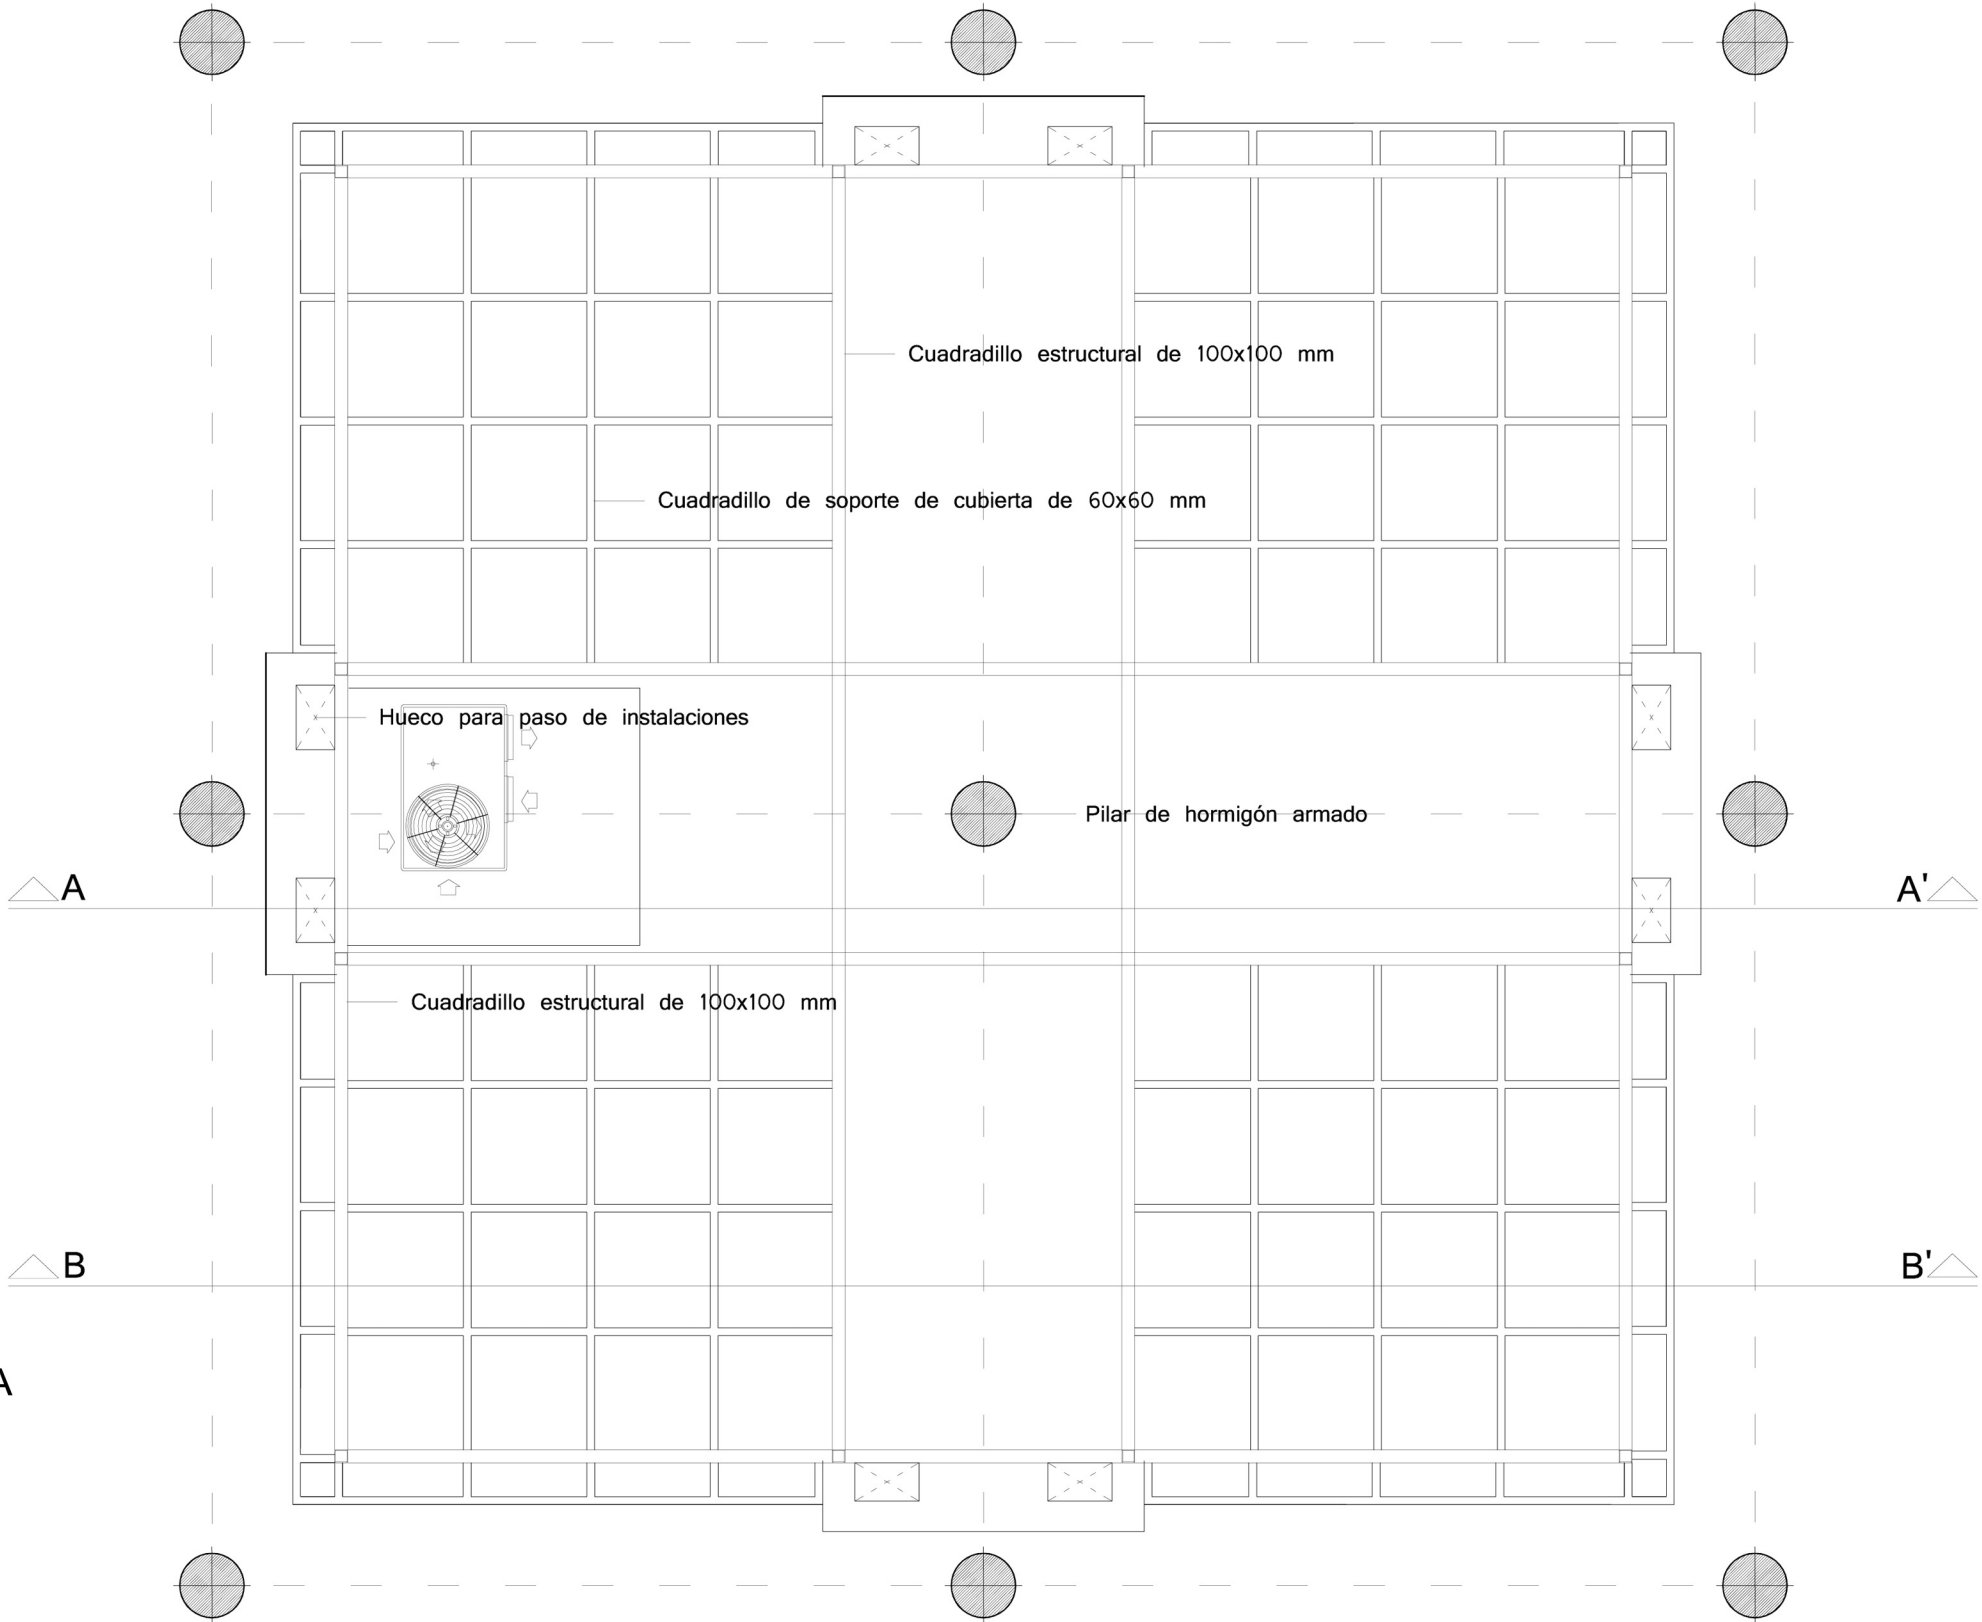 Cuadradillo estructural de 100x100 mm
Cuadradillo de soporte de cubierta de 60x60 mm
Hueco para paso de instalaciones
Pilar de hormigón armado
A
A'
Cuadradillo estructural de 100x100 mm
B
B'
A